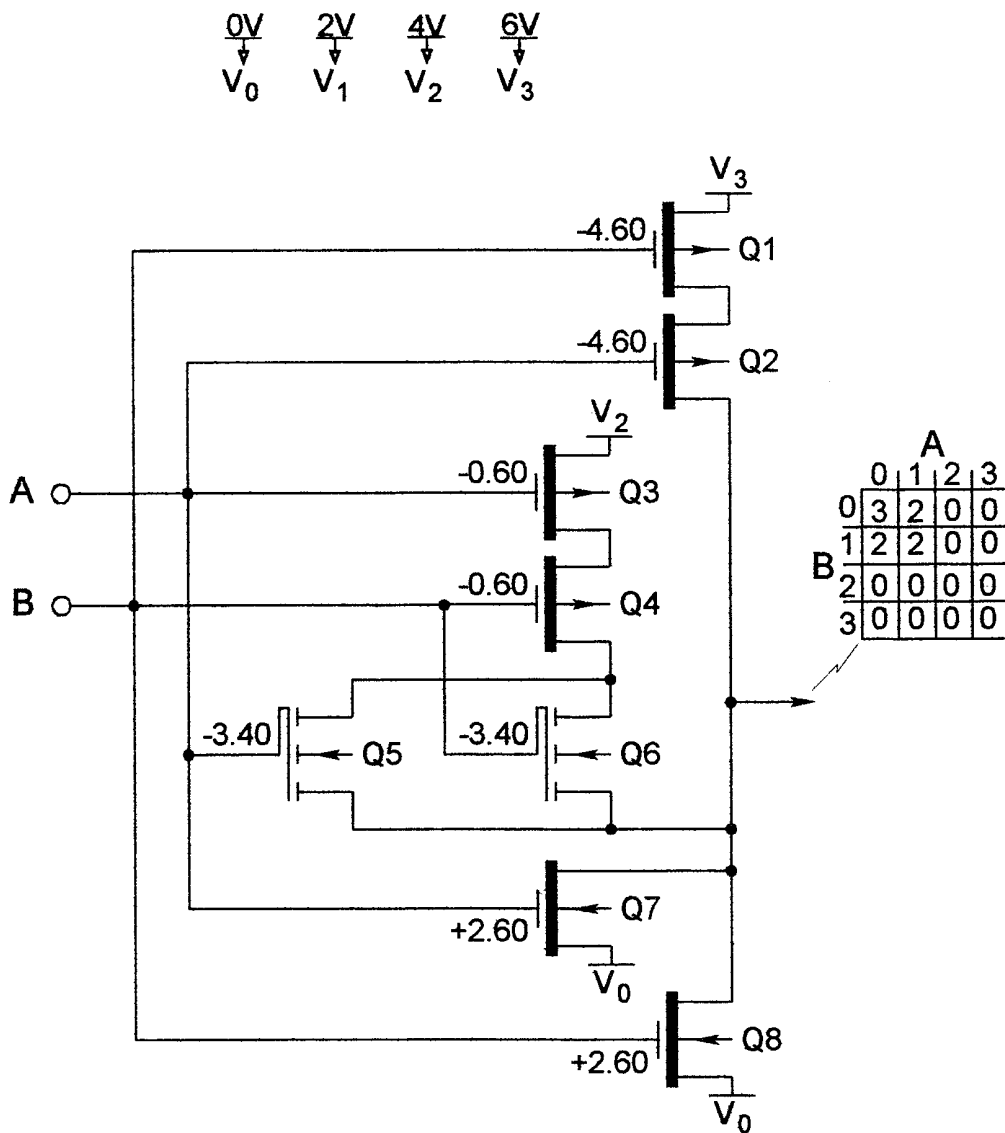 0V 2V 4V 6V
V0 V1 V2 V3
V3
-4.60 Q1
-4.60 Q2
V2
A -0.60 Q3
B -0.60 Q4
-3.40 Q5 -3.40 Q6
+2.60 Q7
V0
+2.60 Q8
V0
A
0 1 2 3
0 3 2 0 0
1 2 2 0 0
B
2 0 0 0 0
3 0 0 0 0